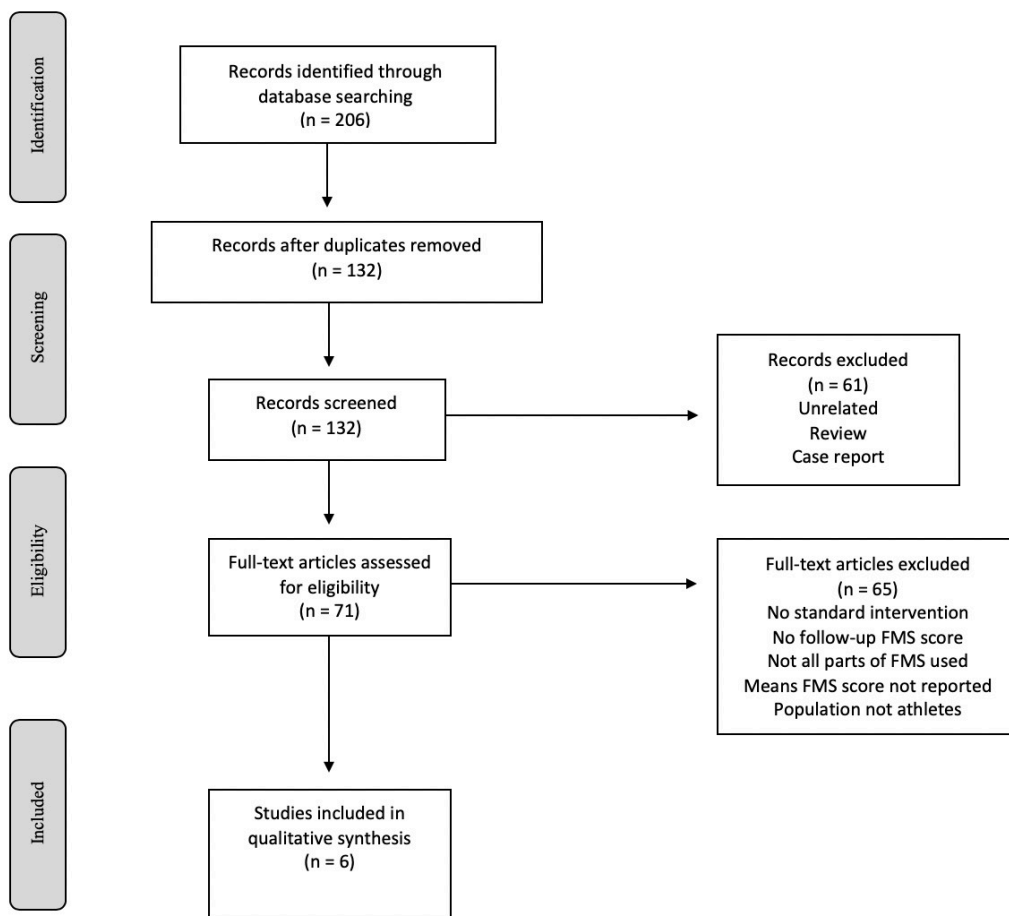 Identification
Records identified through
database searching
(n = 206)
Records after duplicates removed
(n = 132)
Screening
Records screened
(n = 132)
Records excluded
(n = 61)
Unrelated
Review
Case report
Eligibility
Full-text articles assessed
for eligibility
(n = 71)
Full-text articles excluded
(n = 65)
No standard intervention
No follow-up FMS score
Not all parts of FMS used
Means FMS score not reported
Population not athletes
Included
Studies included in
qualitative synthesis
(n = 6)